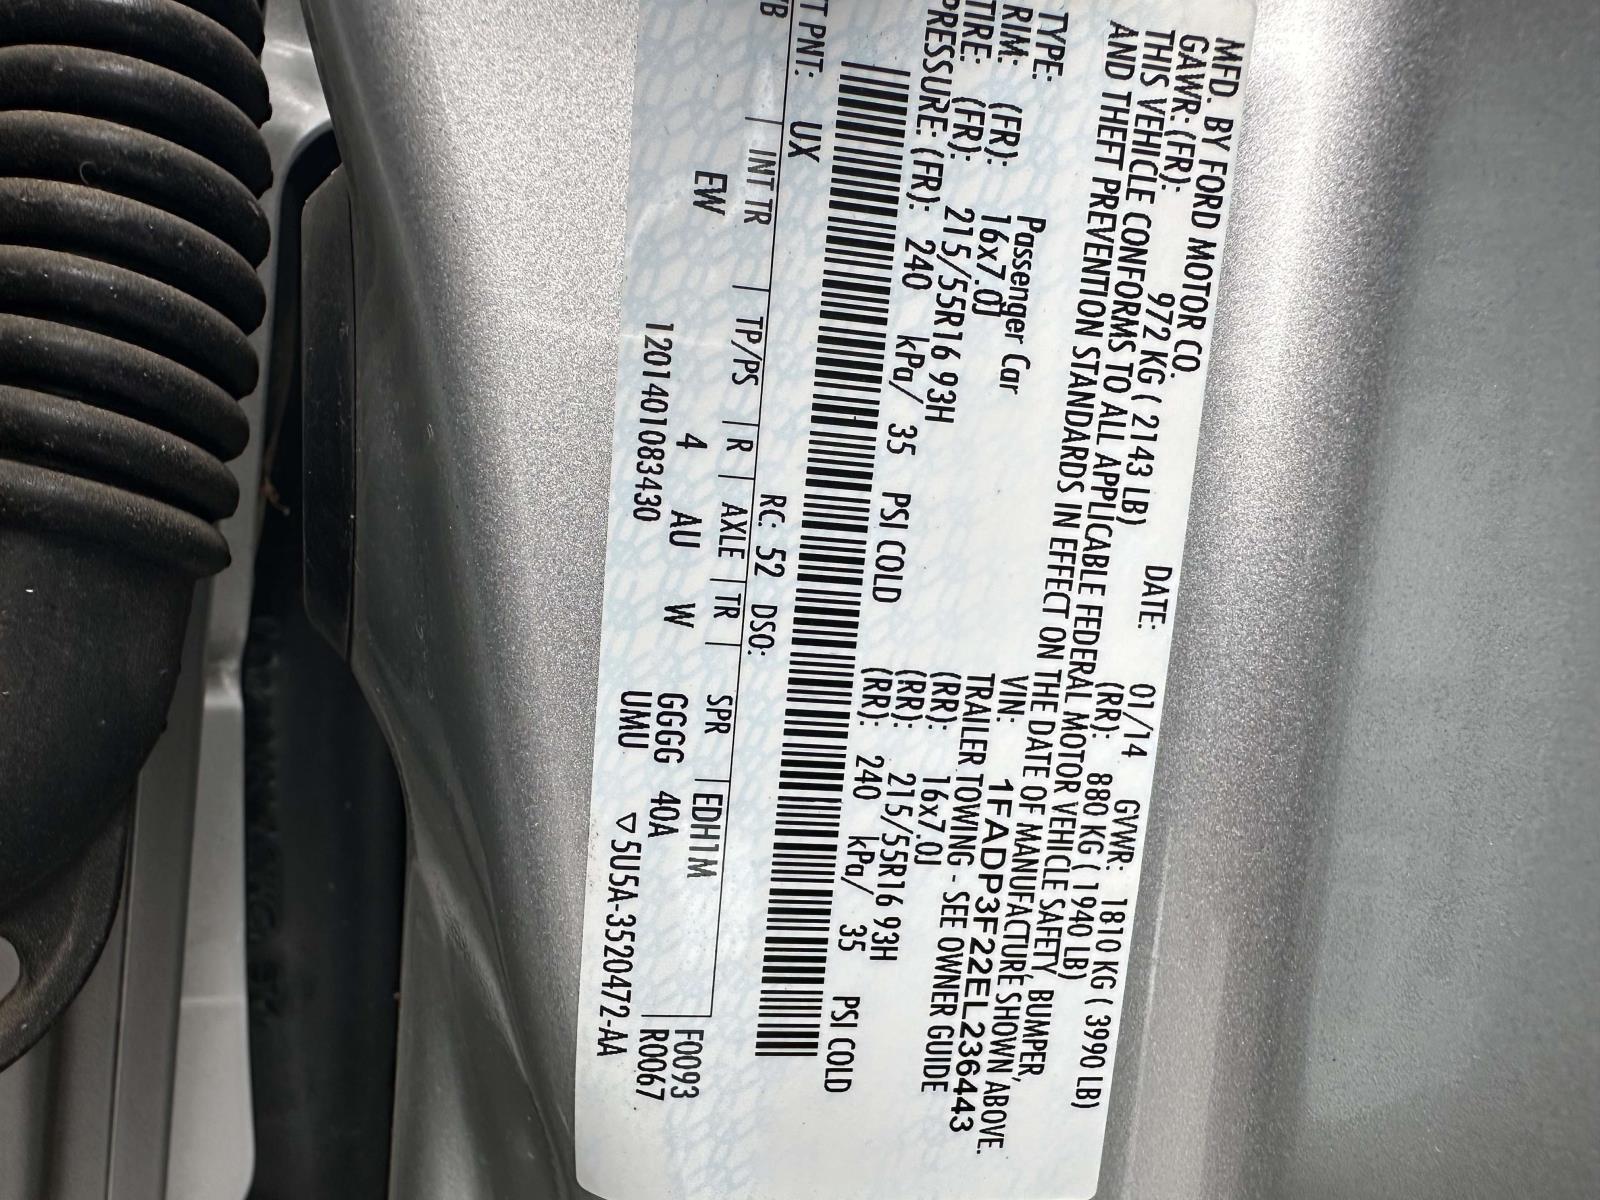 MFD. BY FORD MOTOR CO.
DATE: 01/14 GVWR: 1810 KG ( 3990 LB)
GAWR: (FR): 972 KG ( 2143 LB) (RR): 880 KG ( 1940 LB)
THIS VEHICLE CONFORMS TO ALL APPLICABLE FEDERAL MOTOR VEHICLE SAFETY, BUMPER,
AND THEFT PREVENTION STANDARDS IN EFFECT ON THE DATE OF MANUFACTURE SHOWN ABOVE.
VIN: 1FADP3F22EL236443
TYPE: Passenger Car TRAILER TOWING - SEE OWNER GUIDE
RIM: (FR): 16x7.0J (RR): 16x7.0J
TIRE: (FR): 215/55R16 93H (RR): 215/55R16 93H
PRESSURE: (FR): 240 kPa/ 35 PSI COLD (RR): 240 kPa/ 35 PSI COLD
T PNT: UX RC: 52 DSO:
INT TR | TP/PS | R | AXLE | TR | SPR | EDH1M F0093
EW 4 AU W GGGG 40A R0067
1201401083430 UMU ▽5U5A-3520472-AA